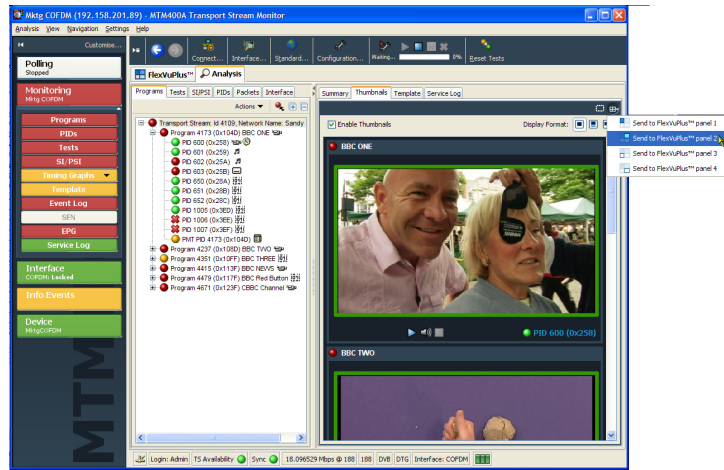 Mktg COFDM (192.158.201.89) - MTM400A Transport Stream Monitor
Analysis View Navigation Settings Help
Customise...
Polling
Stopped
Monitoring
Mktg COFDM
Programs
PIDs
Tests
SI/PSI
Timing Graphs
Template
Event Log
SFN
EPG
Service Log
Interface
COFDM: Locked
Info Events
Device
MktgCOFDM
MTM
Connect...
Interface...
Standard...
Configuration...
Waiting...
0%
Reset Tests
FlexVuPlus™ Analysis
Programs Tests SI/PSI PIDs Packets Interface
Actions
Transport Stream: Id 4109, Network Name: Sandy
Program 4173 (0x104D) BBC ONE
PID 600 (0x258)
PID 601 (0x259)
PID 602 (0x25A)
PID 603 (0x25B)
PID 650 (0x28A)
PID 651 (0x28B)
PID 652 (0x28C)
PID 1005 (0x3ED)
PID 1006 (0x3EE)
PID 1007 (0x3EF)
PMT PID 4173 (0x104D)
Program 4237 (0x108D) BBC TWO
Program 4351 (0x10FF) BBC THREE
Program 4415 (0x113F) BBC NEWS
Program 4479 (0x117F) BBC Red Button
Program 4671 (0x123F) CBBC Channel
Summary Thumbnails Template Service Log
Enable Thumbnails
Display Format:
Send to FlexVuPlus™ panel 1
Send to FlexVuPlus™ panel 2
Send to FlexVuPlus™ panel 3
Send to FlexVuPlus™ panel 4
BBC ONE
PID 600 (0x258)
BBC TWO
Login: Admin TS Availability Sync 18.096529 Mbps @ 188 188 DVB DTG Interface: COFDM